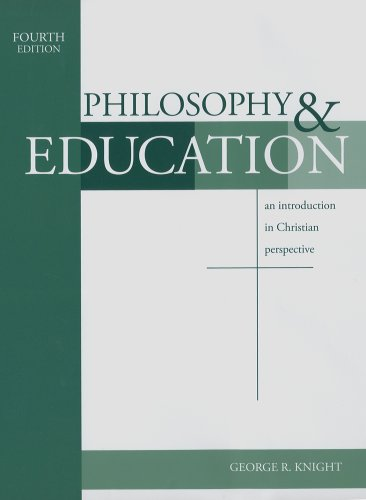 FOURTH
EDITION
PHILOSOPHY &
EDUCATION
an introduction
in Christian
perspective
GEORGE R. KNIGHT